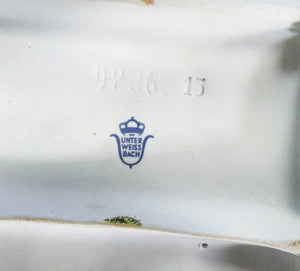 9736. 15
UNTER
WEISS
BACH